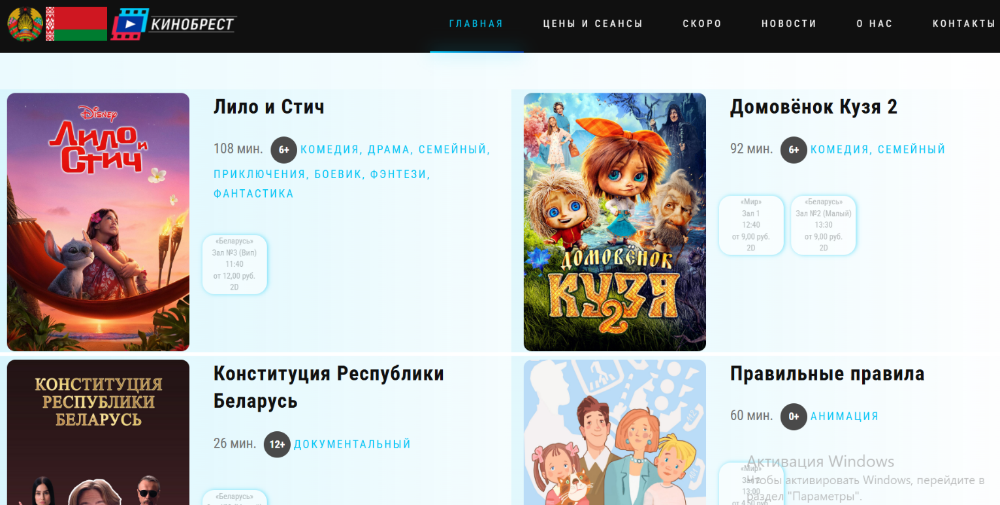 КИНОБРЕСТ
ГЛАВНАЯ
ЦЕНЫ И СЕАНСЫ
СКОРО
НОВОСТИ
О НАС
КОНТАКТЫ
Disney
Лило и
Стич
Лило и Стич
108 мин. 6+ КОМЕДИЯ, ДРАМА, СЕМЕЙНЫЙ,
ПРИКЛЮЧЕНИЯ, БОЕВИК, ФЭНТЕЗИ,
ФАНТАСТИКА
«Беларусь»
Зал №3 (Вип)
11:40
от 12,00 руб.
2D
ДОМОВЁНОК
КУЗЯ
2
Домовёнок Кузя 2
92 мин. 6+ КОМЕДИЯ, СЕМЕЙНЫЙ
«Мир»
Зал 1
12:40
от 9,00 руб.
2D
«Беларусь»
Зал №2 (Малый)
13:30
от 9,00 руб.
2D
КОНСТИТУЦИЯ
РЕСПУБЛИКИ
БЕЛАРУСЬ
Конституция Республики
Беларусь
26 мин. 12+ ДОКУМЕНТАЛЬНЫЙ
«Беларусь»
Правильные правила
60 мин. 0+ АНИМАЦИЯ
«Мир»
13:00
от 4,50 руб.
Активация Windows
Чтобы активировать Windows, перейдите в
раздел "Параметры".